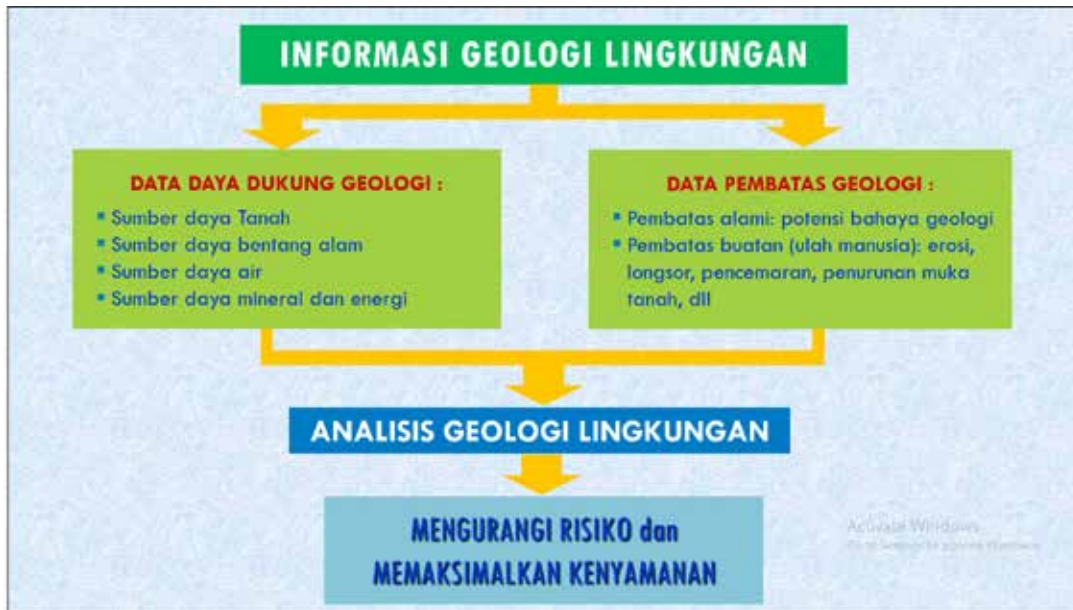 INFORMASI GEOLOGI LINGKUNGAN
DATA DAYA DUKUNG GEOLOGI :
▪ Sumber daya Tanah
▪ Sumber daya bentang alam
▪ Sumber daya air
▪ Sumber daya mineral dan energi
DATA PEMBATAS GEOLOGI :
▪ Pembatas alami: potensi bahaya geologi
▪ Pembatas buatan (ulah manusia): erosi,
longsor, pencemaran, penurunan muka
tanah, dll
ANALISIS GEOLOGI LINGKUNGAN
MENGURANGI RISIKO dan
MEMAKSIMALKAN KENYAMANAN
Activate Windows